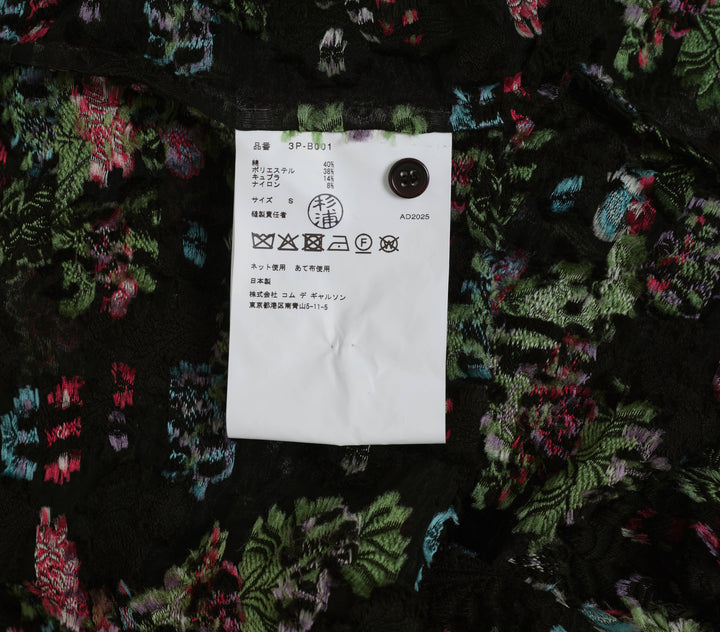 品番 3P-B001
綿 40%
ポリエステル 38%
キュプラ 14%
ナイロン 8%
サイズ S
縫製責任者 杉浦 AD2025
F W
ネット使用 あて布使用
日本製
株式会社 コム デ ギャルソン
東京都港区南青山5-11-5